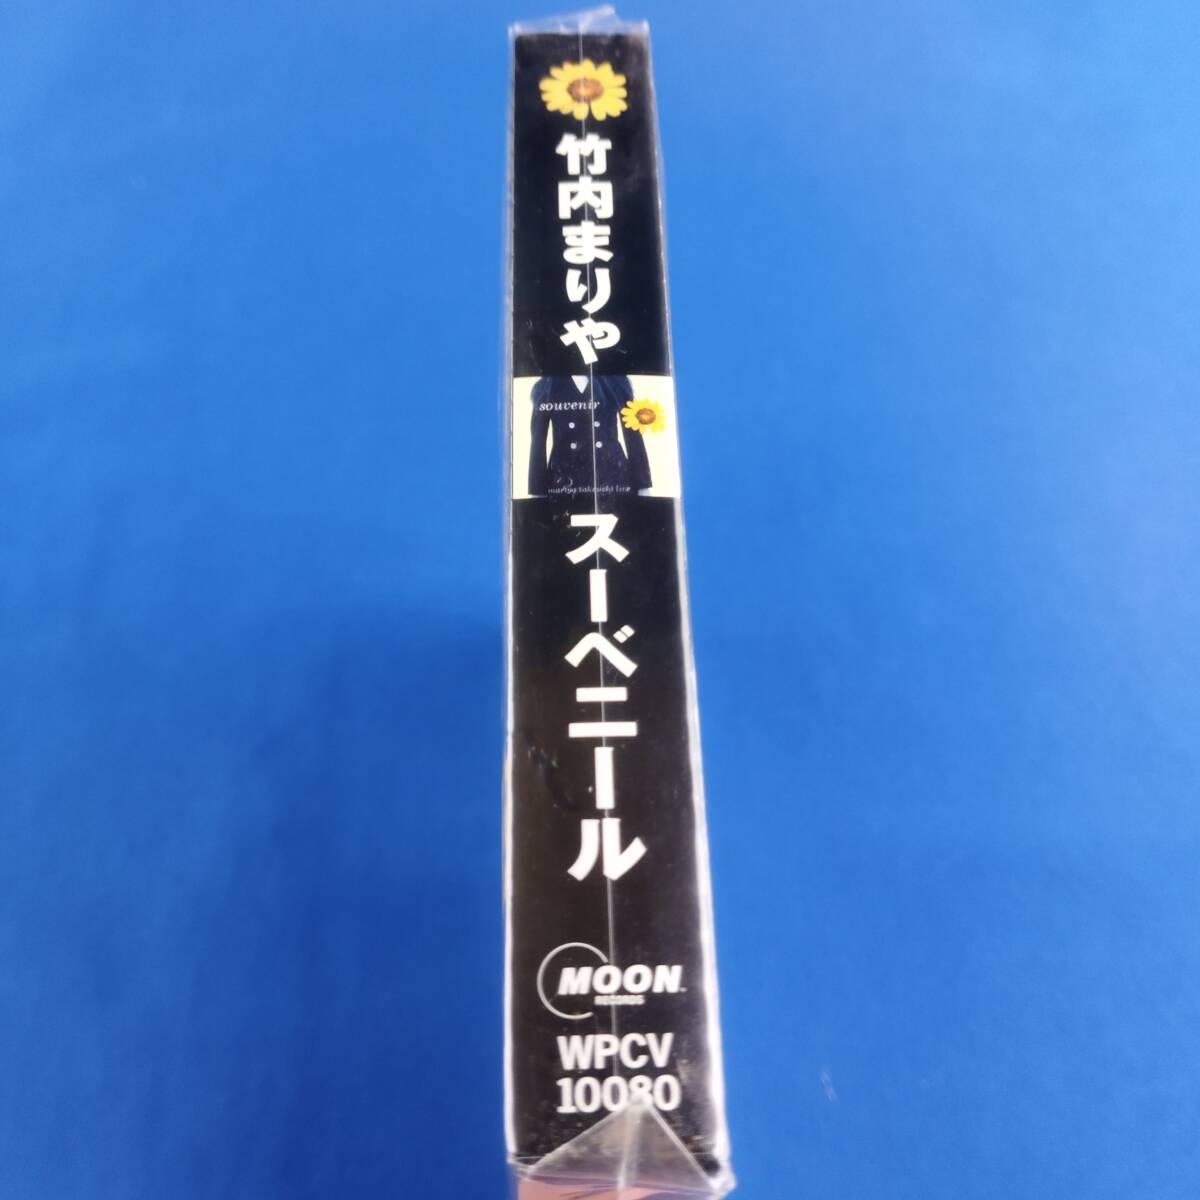 竹内まりや
souvenir
mariya takeuchi live
スーベニール
MOON
RECORDS
WPCV
10080